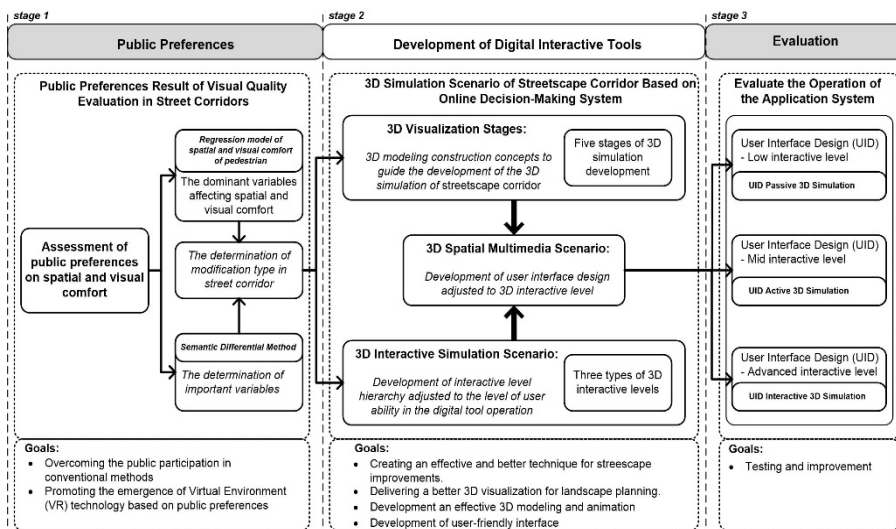 stage 1
Public Preferences
Public Preferences Result of Visual Quality
Evaluation in Street Corridors
Assessment of
public preferences
on spatial and visual
comfort
Regression model of
spatial and visual comfort
of pedestrian
The dominant variables
affecting spatial and
visual comfort
The determination of
modification type in
street corridor
Semantic Differential Method
The determination of
important variables
Goals:
• Overcoming the public participation in
conventional methods
• Promoting the emergence of Virtual Environment
(VR) technology based on public preferences
stage 2
Development of Digital Interactive Tools
3D Simulation Scenario of Streetscape Corridor Based on
Online Decision-Making System
3D Visualization Stages:
3D modeling construction concepts to
guide the development of the 3D
simulation of streetscape corridor
Five stages of 3D
simulation
development
3D Spatial Multimedia Scenario:
Development of user interface design
adjusted to 3D interactive level
3D Interactive Simulation Scenario:
Development of interactive level
hierarchy adjusted to the level of user
ability in the digital tool operation
Three types of 3D
interactive levels
Goals:
• Creating an effective and better technique for streescape
improvements.
• Delivering a better 3D visualization for landscape planning.
• Development an effective 3D modeling and animation
• Development of user-friendly interface
stage 3
Evaluation
Evaluate the Operation of
the Application System
User Interface Design (UID)
- Low interactive level
UID Passive 3D Simulation
User Interface Design (UID)
- Mid interactive level
UID Active 3D Simulation
User Interface Design (UID)
- Advanced interactive level
UID Interactive 3D Simulation
Goals:
• Testing and improvement